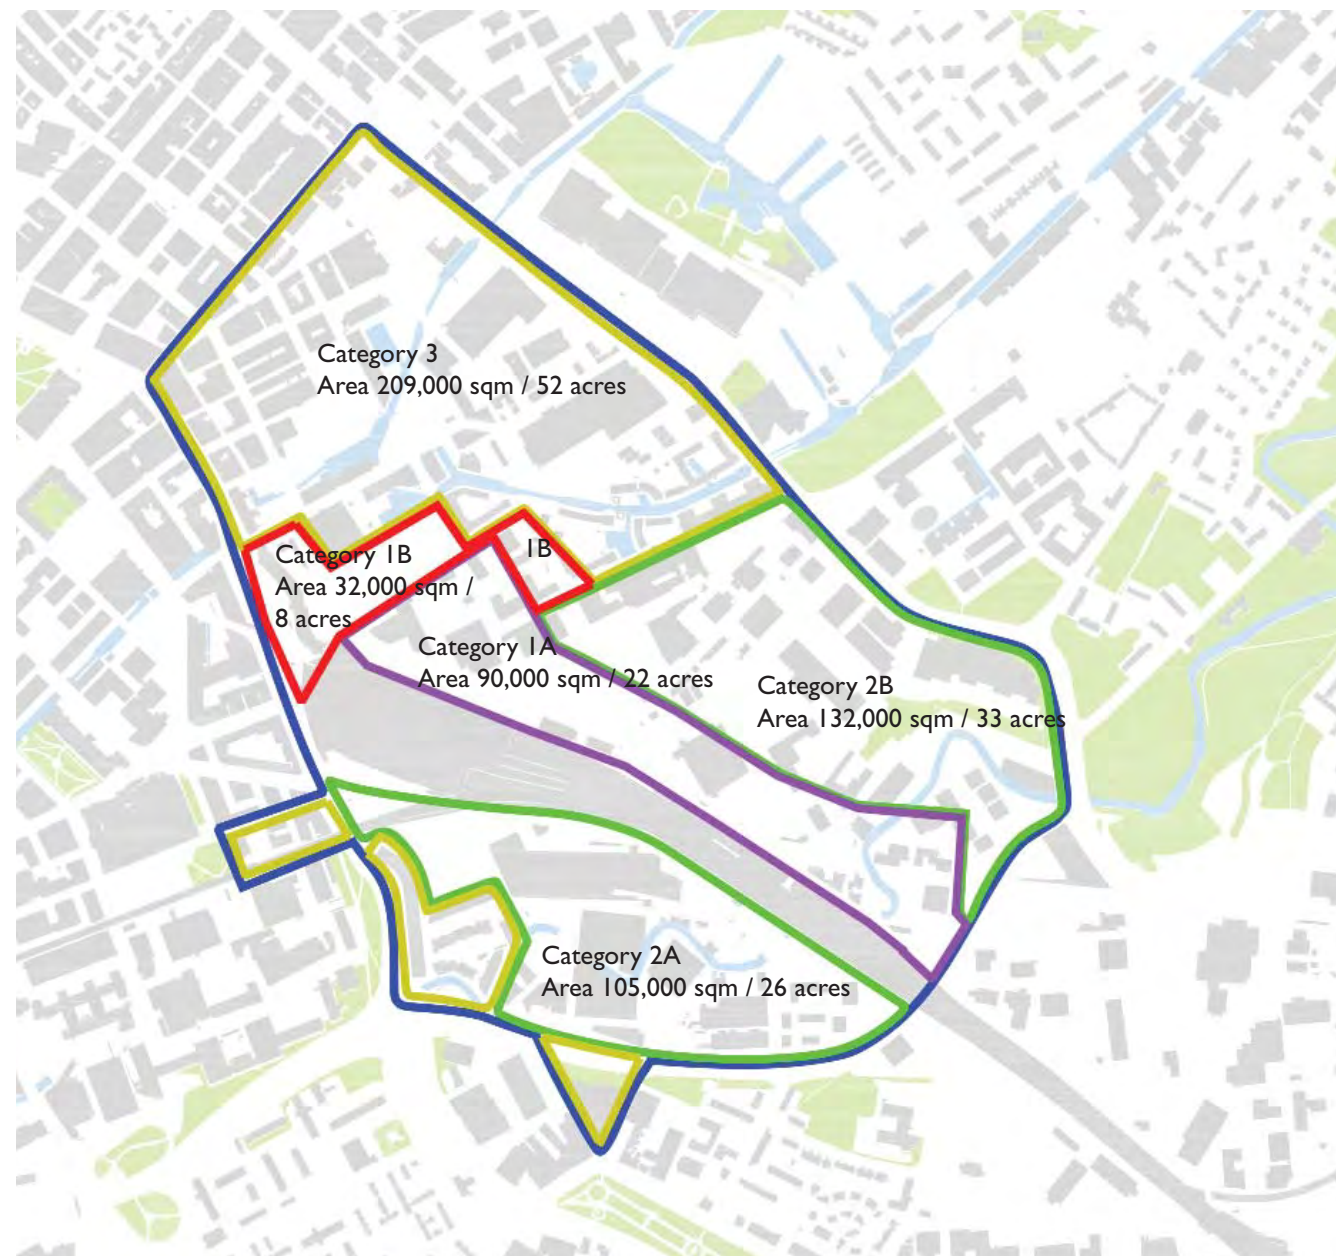 Category 3
Area 209,000 sqm / 52 acres
Category 1B
Area 32,000 sqm /
8 acres
1B
Category 1A
Area 90,000 sqm / 22 acres
Category 2B
Area 132,000 sqm / 33 acres
Category 2A
Area 105,000 sqm / 26 acres